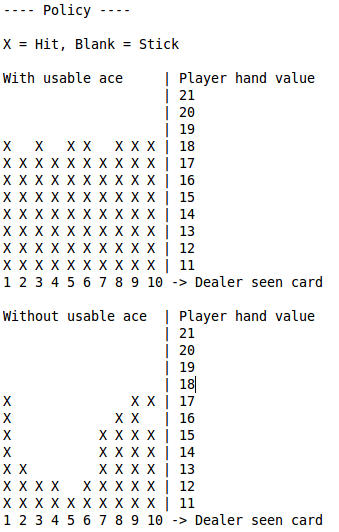 ---- Policy ----
X = Hit, Blank = Stick
With usable ace     | Player hand value
                    | 21
                    | 20
                    | 19
X   X   X X   X X X | 18
X X X X X X X X X X | 17
X X X X X X X X X X | 16
X X X X X X X X X X | 15
X X X X X X X X X X | 14
X X X X X X X X X X | 13
X X X X X X X X X X | 12
X X X X X X X X X X | 11
1 2 3 4 5 6 7 8 9 10 -> Dealer seen card
Without usable ace  | Player hand value
                    | 21
                    | 20
                    | 19
                    | 18
X               X X | 17
X             X X   | 16
X           X X X X | 15
X           X X X X | 14
X X         X X X X | 13
X X X X   X X X X X | 12
X X X X X X X X X X | 11
1 2 3 4 5 6 7 8 9 10 -> Dealer seen card